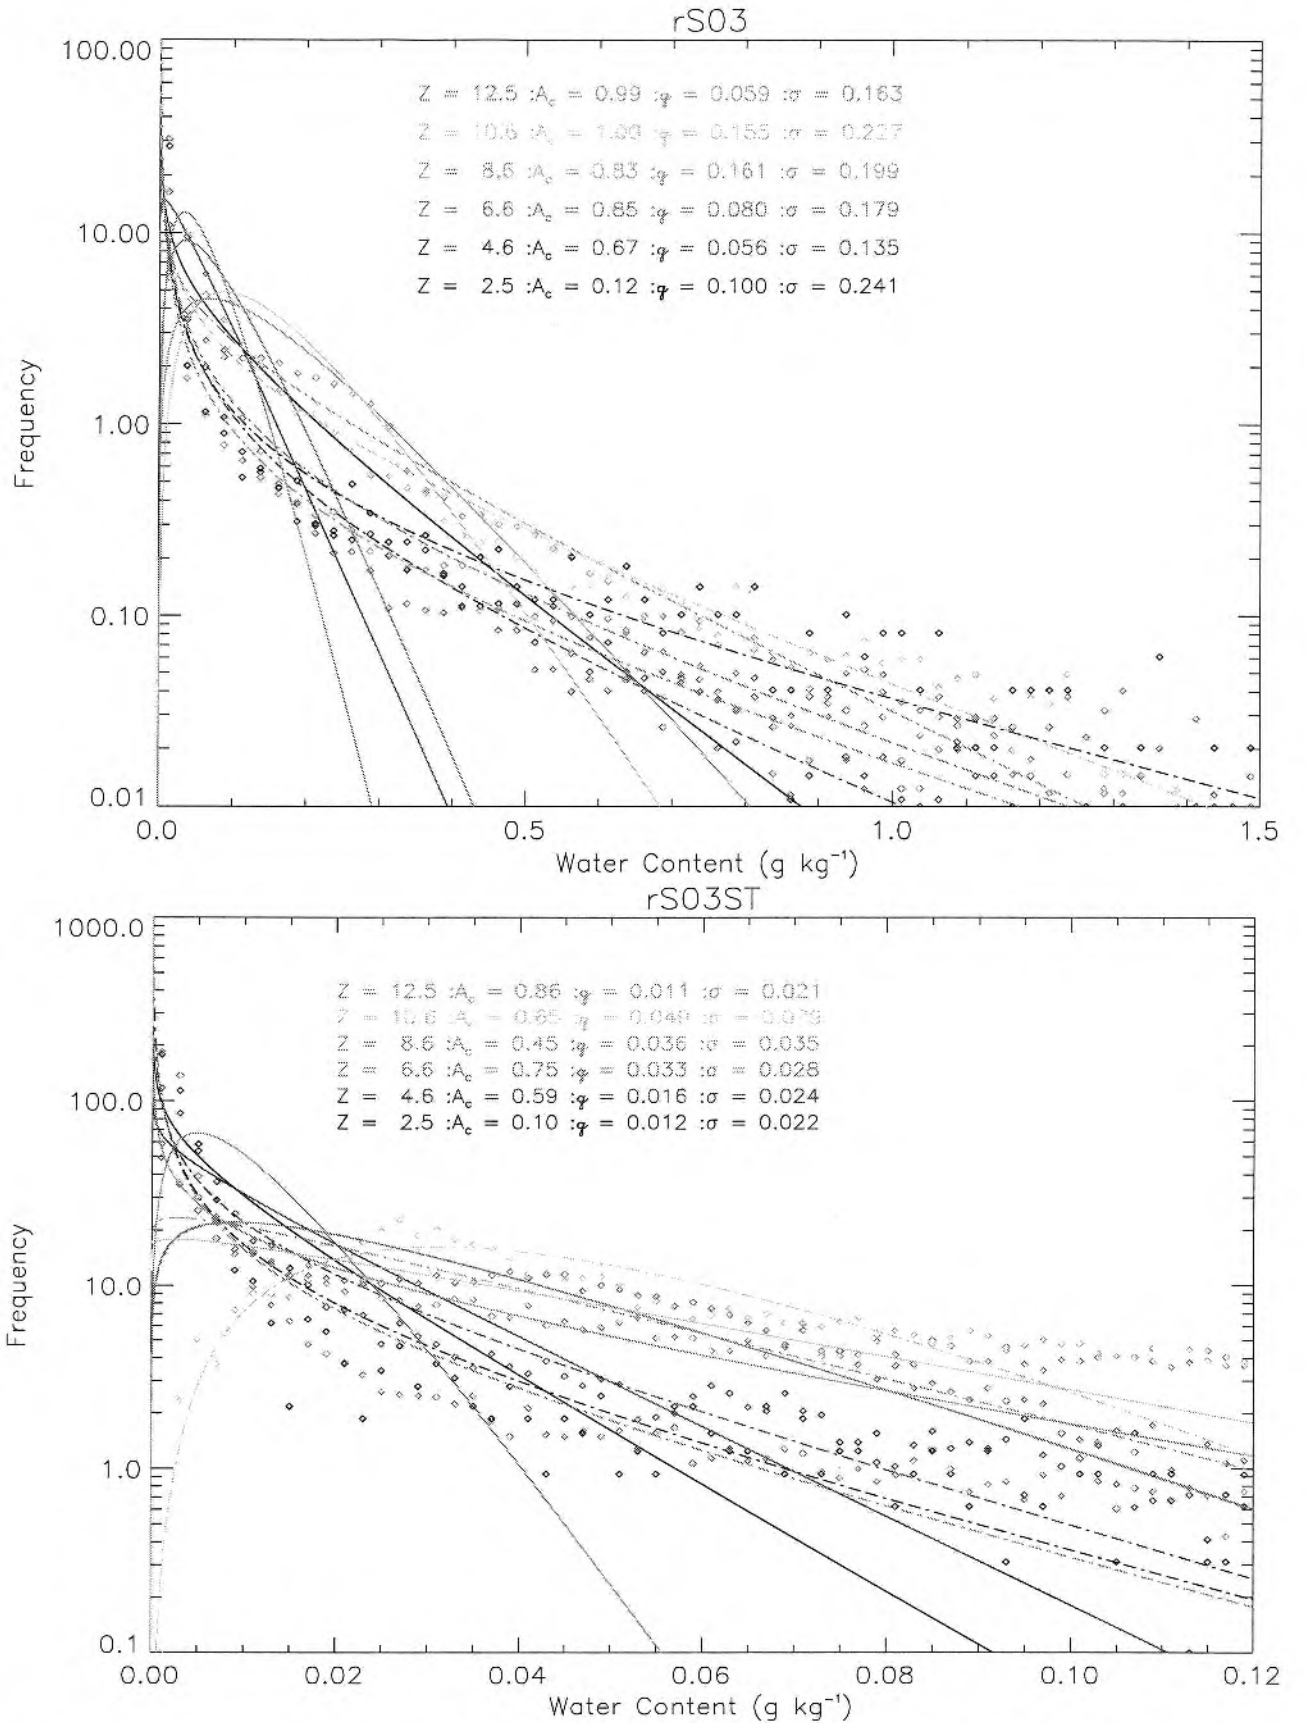 rS03
100.00
10.00
1.00
0.10
0.01
Frequency
Z = 12.5 :A_c = 0.99 :q = 0.059 :σ = 0.163
Z = 10.6 :A_c = 1.00 :q = 0.155 :σ = 0.227
Z = 8.6 :A_c = 0.83 :q = 0.161 :σ = 0.199
Z = 6.6 :A_c = 0.85 :q = 0.080 :σ = 0.179
Z = 4.6 :A_c = 0.67 :q = 0.056 :σ = 0.135
Z = 2.5 :A_c = 0.12 :q = 0.100 :σ = 0.241
0.0 0.5 1.0 1.5
Water Content (g kg⁻¹)
rS03ST
1000.0
100.0
10.0
1.0
0.1
Frequency
Z = 12.5 :A_c = 0.86 :q = 0.011 :σ = 0.021
Z = 10.6 :A_c = 0.85 :q = 0.049 :σ =
Z = 8.6 :A_c = 0.45 :q = 0.036 :σ = 0.035
Z = 6.6 :A_c = 0.75 :q = 0.033 :σ = 0.028
Z = 4.6 :A_c = 0.59 :q = 0.016 :σ = 0.024
Z = 2.5 :A_c = 0.10 :q = 0.012 :σ = 0.022
0.00 0.02 0.04 0.06 0.08 0.10 0.12
Water Content (g kg⁻¹)